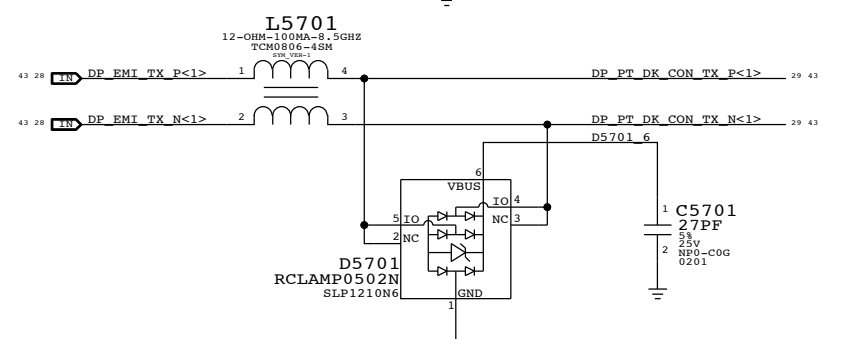 L5701
12-OHM-100MA-8.5GHZ
TCM0806-4SM
SYM_VER-1
43 28 IN DP_EMI_TX_P<1> 1 4 DP_PT_DK_CON_TX_P<1> 29 43
43 28 IN DP_EMI_TX_N<1> 2 3 DP_PT_DK_CON_TX_N<1> 29 43
D5701_6
6
VBUS
IO 4
5 IO NC 3
2 NC
D5701
RCLAMP0502N
SLP1210N6
GND
1
1 C5701
27PF
5%
25V
2 NP0-C0G
0201